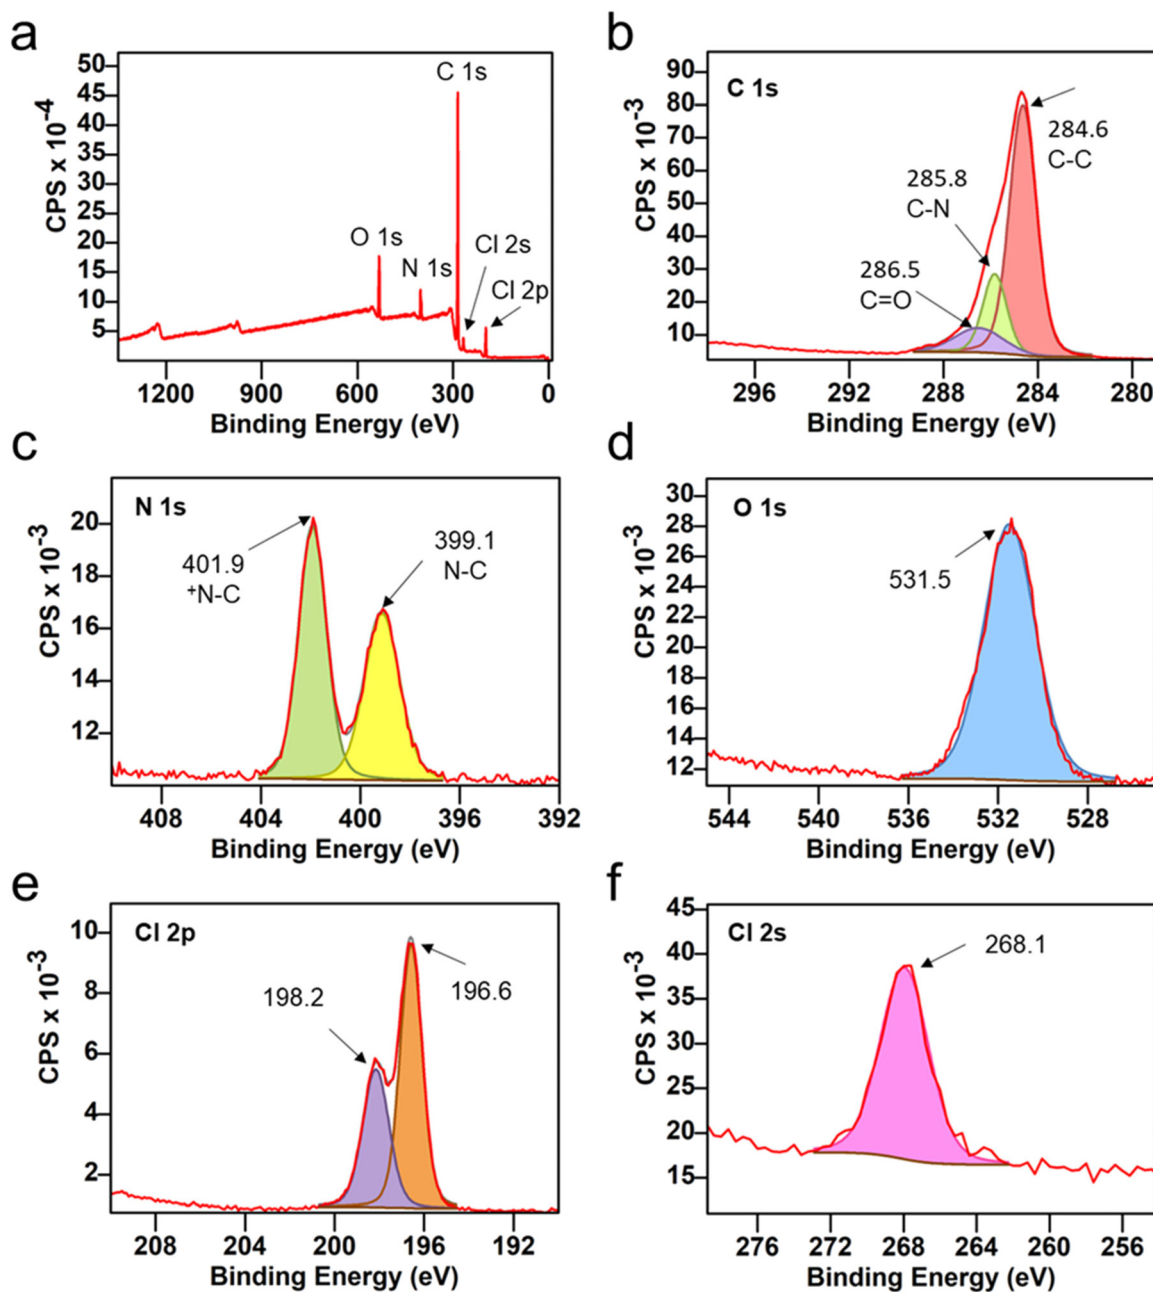 a
50
45
40
35
30
25
20
15
10
5
CPS x 10-4
C 1s
O 1s
N 1s
Cl 2s
Cl 2p
1200
900
600
300
0
Binding Energy (eV)
b
90
80
70
60
50
40
30
20
10
CPS x 10-3
C 1s
284.6
C-C
285.8
C-N
286.5
C=O
296
292
288
284
280
Binding Energy (eV)
c
20
18
16
14
12
CPS x 10-3
N 1s
401.9
+N-C
399.1
N-C
408
404
400
396
392
Binding Energy (eV)
d
30
28
26
24
22
20
18
16
14
12
CPS x 10-3
O 1s
531.5
544
540
536
532
528
Binding Energy (eV)
e
10
8
6
4
2
CPS x 10-3
Cl 2p
198.2
196.6
208
204
200
196
192
Binding Energy (eV)
f
45
40
35
30
25
20
15
CPS x 10-3
Cl 2s
268.1
276
272
268
264
260
256
Binding Energy (eV)